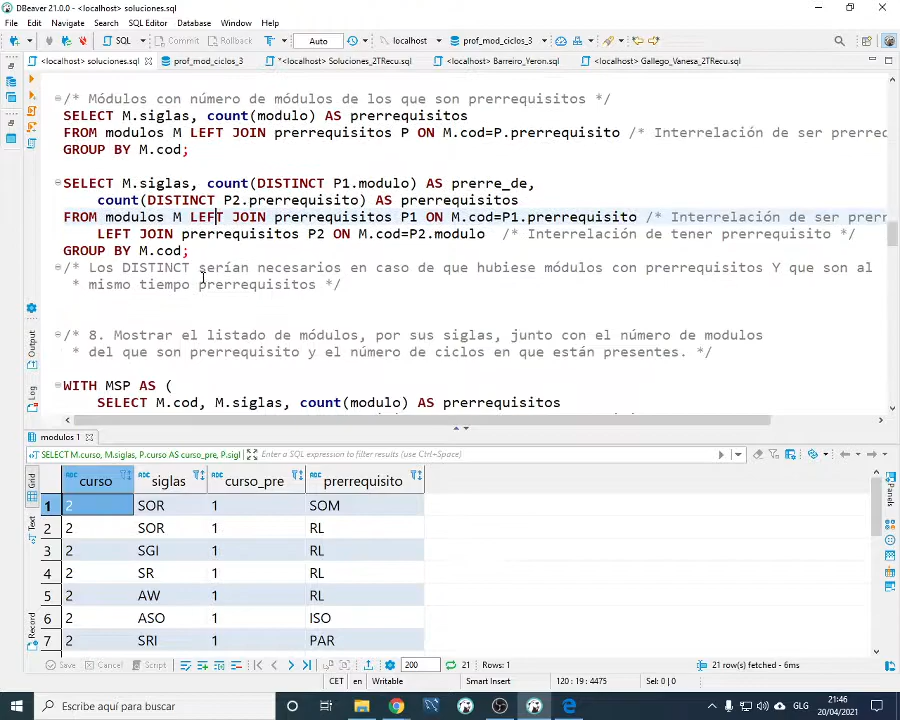 DBeaver 21.0.0 - <localhost> soluciones.sql
File Edit Navigate Search SQL Editor Database Window Help
SQL Commit Rollback T Auto localhost prof_mod_ciclos_3
<localhost> soluciones.sql prof_mod_ciclos_3 *<localhost> Soluciones_2TRecu.sql <localhost> Barreiro_Yeron.sql <localhost> Gallego_Vanesa_2TRecu.sql
/* Módulos con número de módulos de los que son prerrequisitos */
SELECT M.siglas, count(modulo) AS prerrequisitos
FROM modulos M LEFT JOIN prerrequisitos P ON M.cod=P.prerrequisito /* Interrelación de ser prerrec
GROUP BY M.cod;
SELECT M.siglas, count(DISTINCT P1.modulo) AS prerre_de,
count(DISTINCT P2.prerrequisito) AS prerrequisitos
FROM modulos M LEFT JOIN prerrequisitos P1 ON M.cod=P1.prerrequisito /* Interrelación de ser prerr
LEFT JOIN prerrequisitos P2 ON M.cod=P2.modulo /* Interrelación de tener prerrequisito */
GROUP BY M.cod;
/* Los DISTINCT serían necesarios en caso de que hubiese módulos con prerrequisitos Y que son al
* mismo tiempo prerrequisitos */
/* 8. Mostrar el listado de módulos, por sus siglas, junto con el número de modulos
* del que son prerrequisito y el número de ciclos en que están presentes. */
WITH MSP AS (
SELECT M.cod, M.siglas, count(modulo) AS prerrequisitos
Output
Log
modulos 1
SELECT M.curso, M.siglas, P.curso AS curso_pre, P.sigl Enter a SQL expression to filter results (use Ctrl+Space)
Grid
Text
Record
Panels
curso siglas curso_pre prerrequisito
1 2 SOR 1 SOM
2 2 SOR 1 RL
3 2 SGI 1 RL
4 2 SR 1 RL
5 2 AW 1 RL
6 2 ASO 1 ISO
7 2 SRI 1 PAR
Save Cancel Script 200 21 Rows: 1 21 row(s) fetched - 6ms
CET en Writable Smart Insert 120 : 19 : 4475 Sel: 0 | 0
Escribe aquí para buscar GLG 21:46
20/04/2021